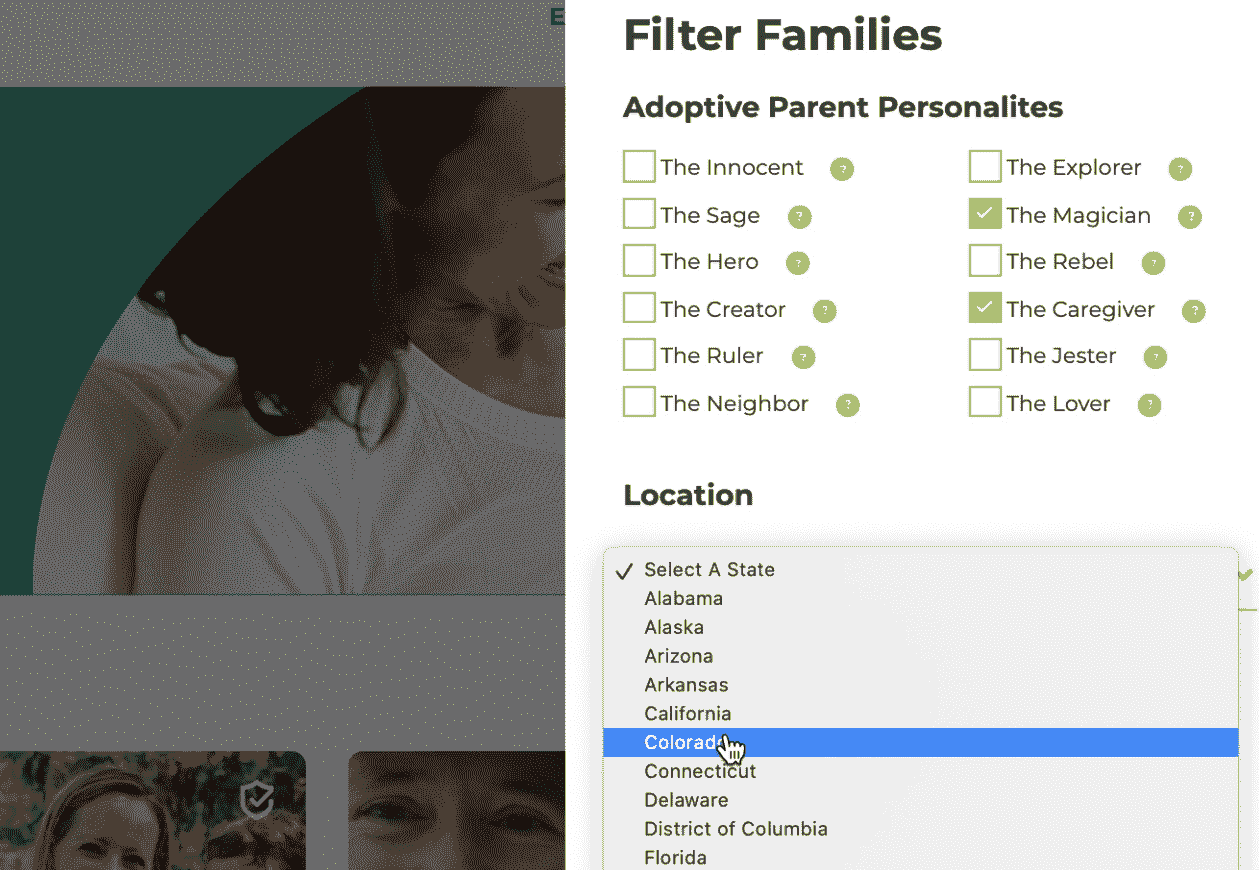 E
Filter Families
Adoptive Parent Personalites
The Innocent ?
The Explorer ?
The Sage ?
The Magician ?
The Hero ?
The Rebel ?
The Creator ?
The Caregiver ?
The Ruler ?
The Jester ?
The Neighbor ?
The Lover ?
Location
Select A State
Alabama
Alaska
Arizona
Arkansas
California
Colorado
Connecticut
Delaware
District of Columbia
Florida